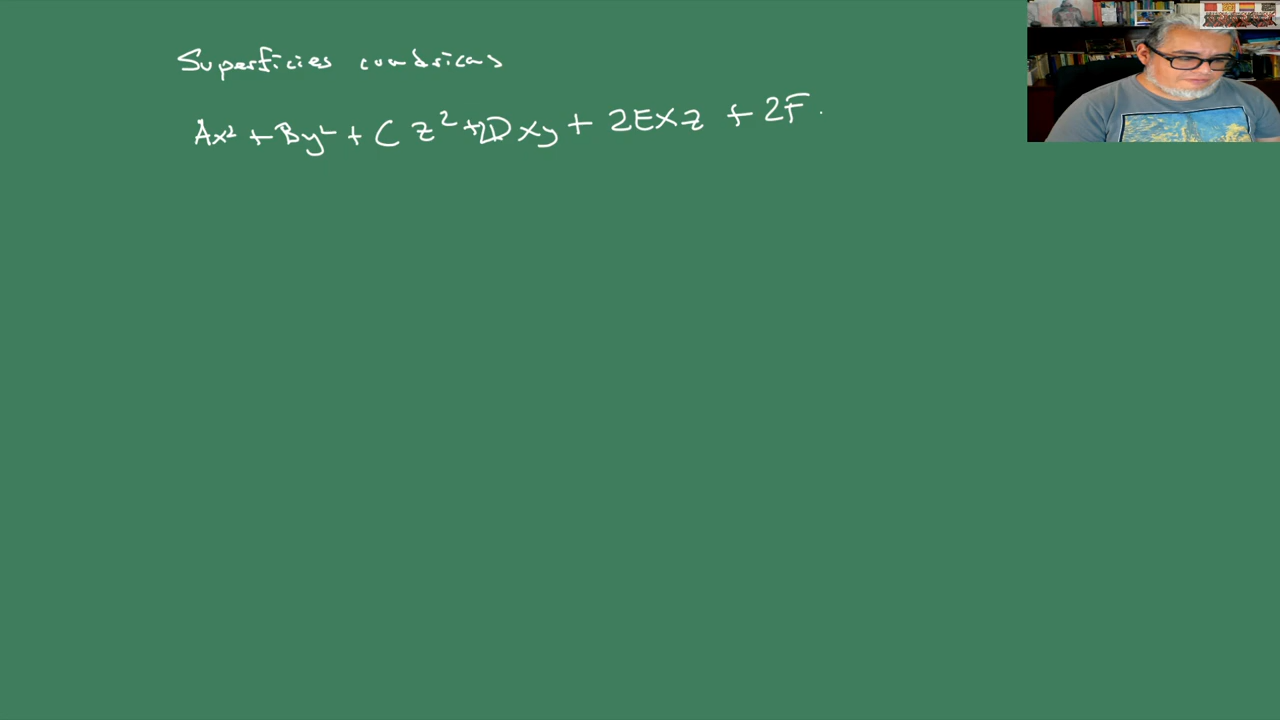 Superficies cuadricas
Ax² + By² + Cz² + 2Dxy + 2Exz + 2F